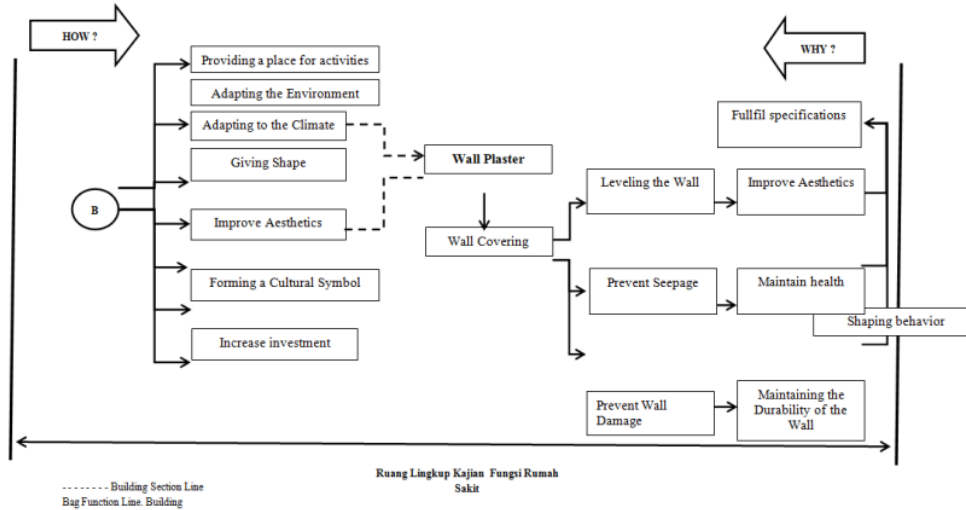 HOW ?
WHY ?
Providing a place for activities
Adapting the Environment
Adapting to the Climate
Giving Shape
Improve Aesthetics
Forming a Cultural Symbol
Increase investment
B
Wall Plaster
Wall Covering
Leveling the Wall
Prevent Seepage
Prevent Wall
Damage
Fullfil specifications
Improve Aesthetics
Maintain health
Shaping behavior
Maintaining the
Durability of the
Wall
Ruang Lingkup Kajian Fungsi Rumah
Sakit
-------- Building Section Line
Bag Function Line. Building